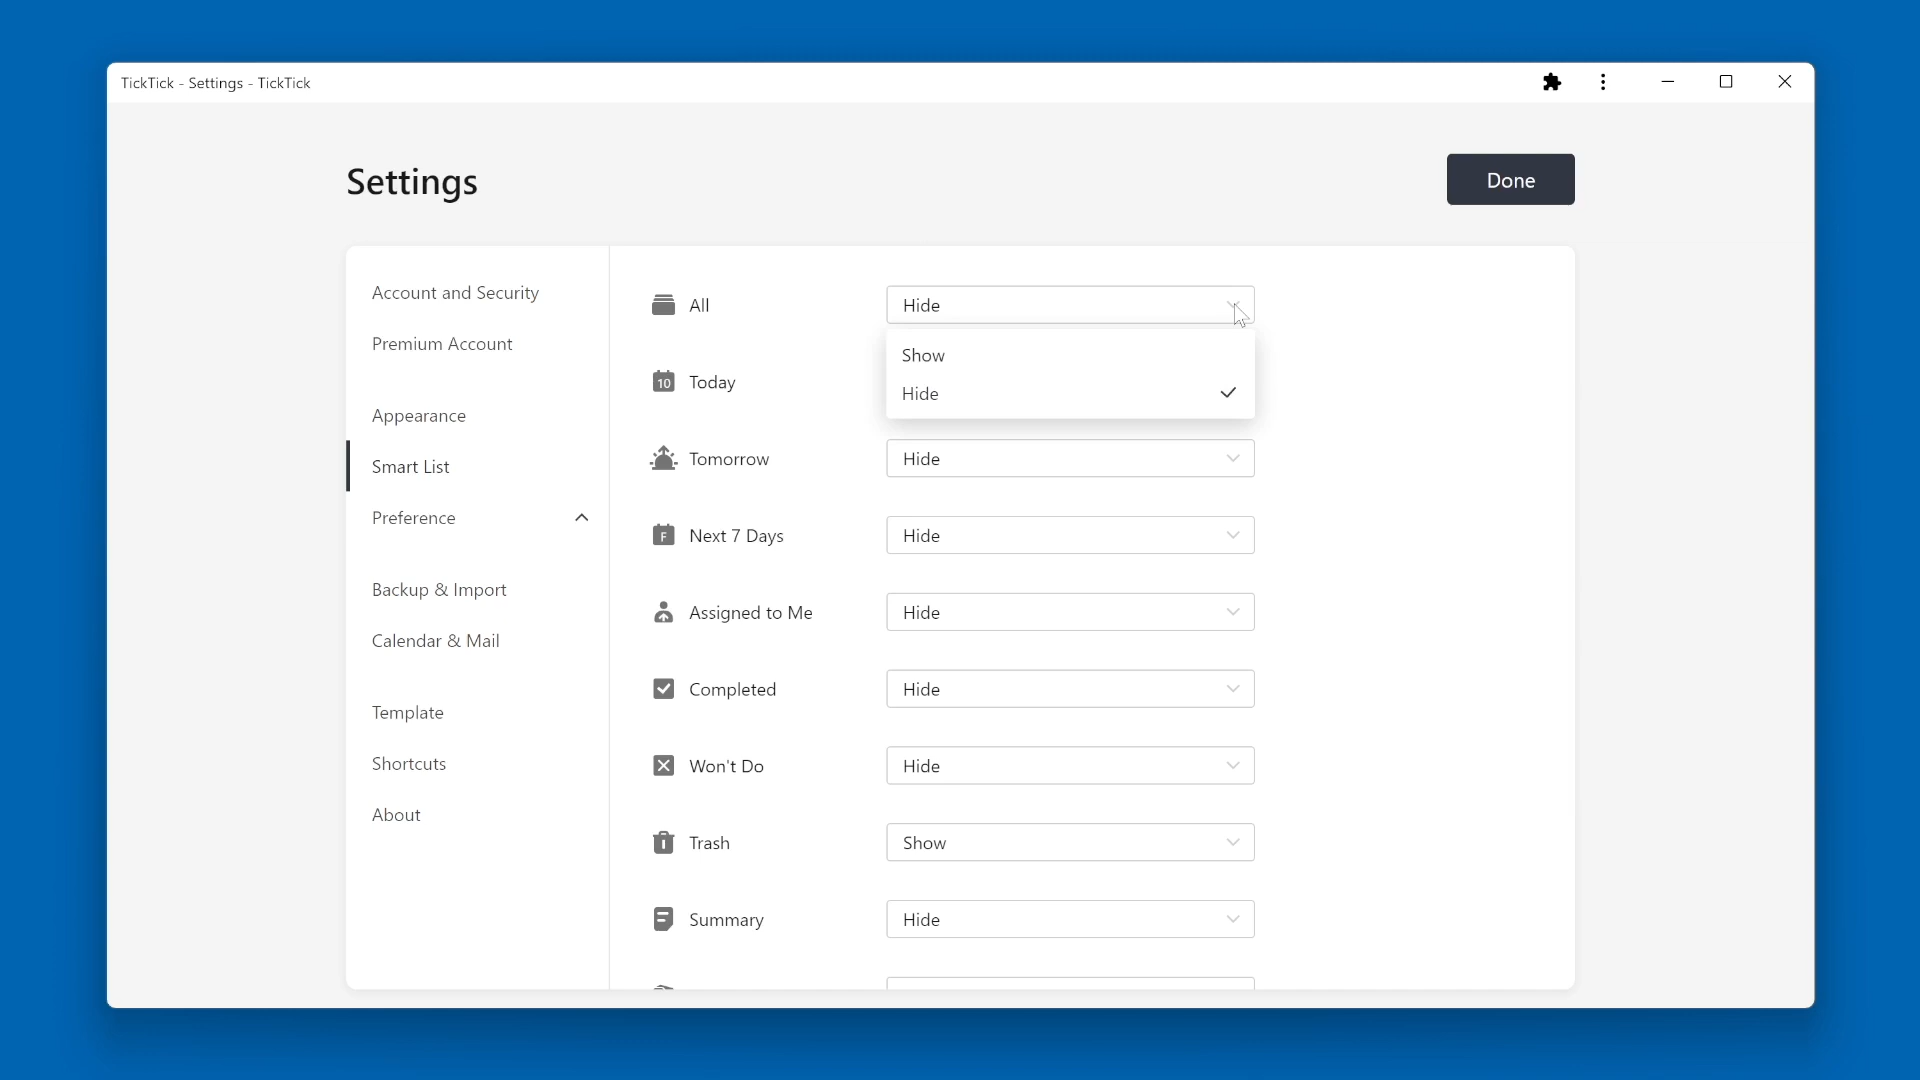 TickTick - Settings - TickTick
Settings
Done
Account and Security
Premium Account
Appearance
Smart List
Preference
Backup & Import
Calendar & Mail
Template
Shortcuts
About
All
Hide
Show
Hide
10
Today
Tomorrow
Hide
F
Next 7 Days
Hide
Assigned to Me
Hide
Completed
Hide
Won't Do
Hide
Trash
Show
Summary
Hide